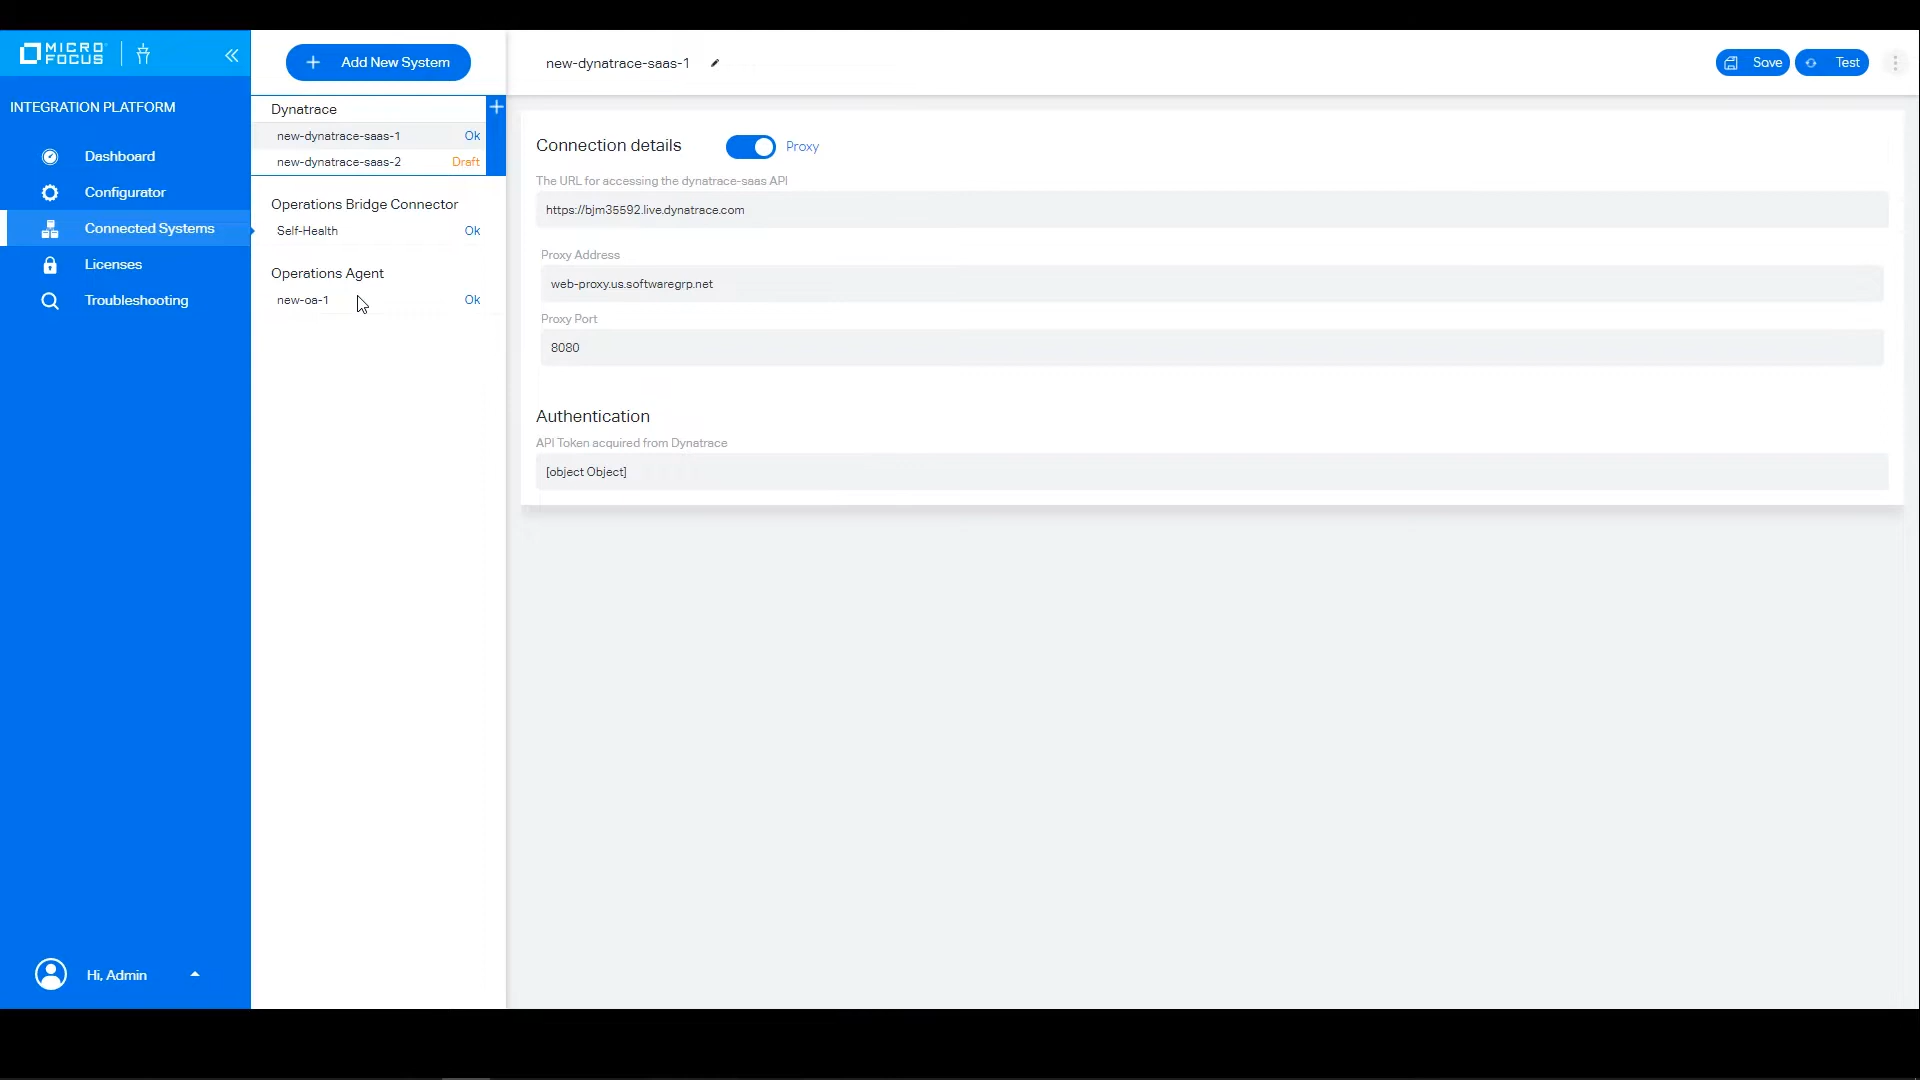 MICRO
FOCUS
INTEGRATION PLATFORM
Dashboard
Configurator
Connected Systems
Licenses
Troubleshooting
Hi, Admin
Add New System
Dynatrace
new-dynatrace-saas-1 Ok
new-dynatrace-saas-2 Draft
Operations Bridge Connector
Self-Health Ok
Operations Agent
new-oa-1 Ok
new-dynatrace-saas-1
Save
Test
Connection details
Proxy
The URL for accessing the dynatrace-saas API
https://bjm35592.live.dynatrace.com
Proxy Address
web-proxy.us.softwaregrp.net
Proxy Port
8080
Authentication
API Token acquired from Dynatrace
[object Object]